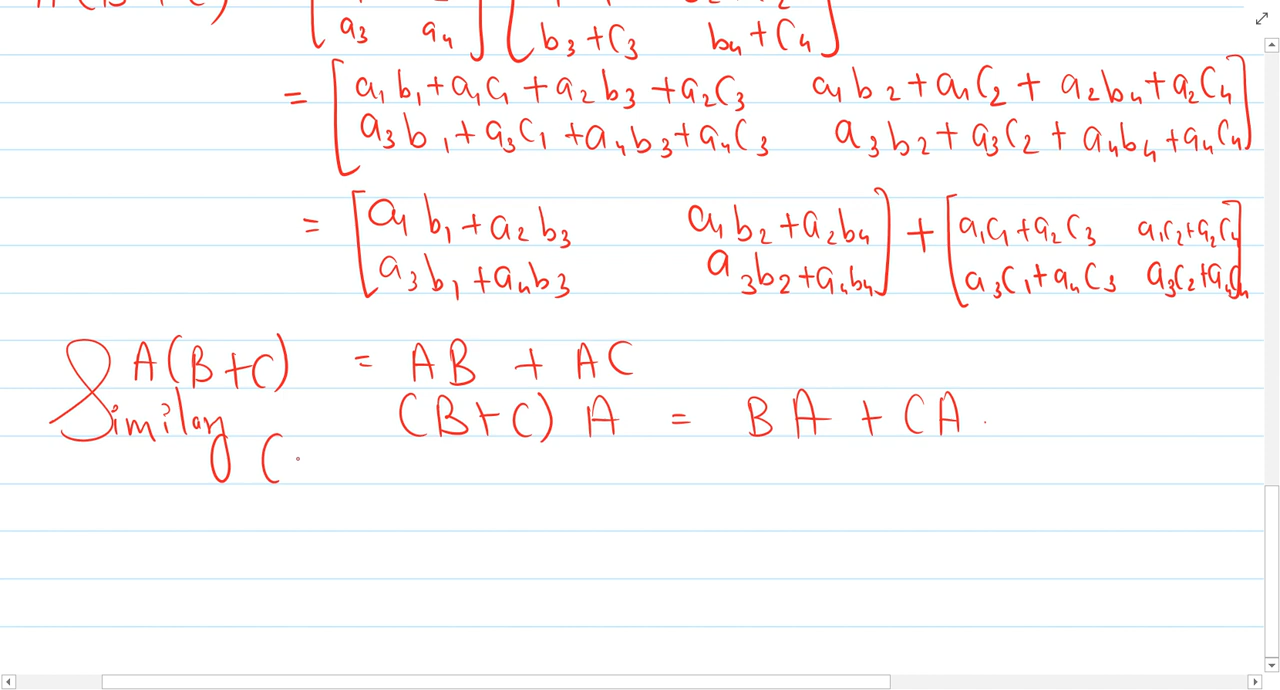 a₃ a₄] [b₃+C₃ b₄+C₄]
= [a₁b₁+a₁C₁+a₂b₃+a₂C₃ a₁b₂+a₁C₂+a₂b₄+a₂C₄
a₃b₁+a₃C₁+a₄b₃+a₄C₃ a₃b₂+a₃C₂+a₄b₄+a₄C₄]
= [a₁b₁+a₂b₃ a₁b₂+a₂b₄ + [a₁C₁+a₂C₃ a₁C₂+a₂C₄]
a₃b₁+a₄b₃ a₃b₂+a₄b₄] a₃C₁+a₄C₃ a₃C₂+a₄C₄
A(B+C) = AB + AC
Similary (B+C) A = BA + CA.
(